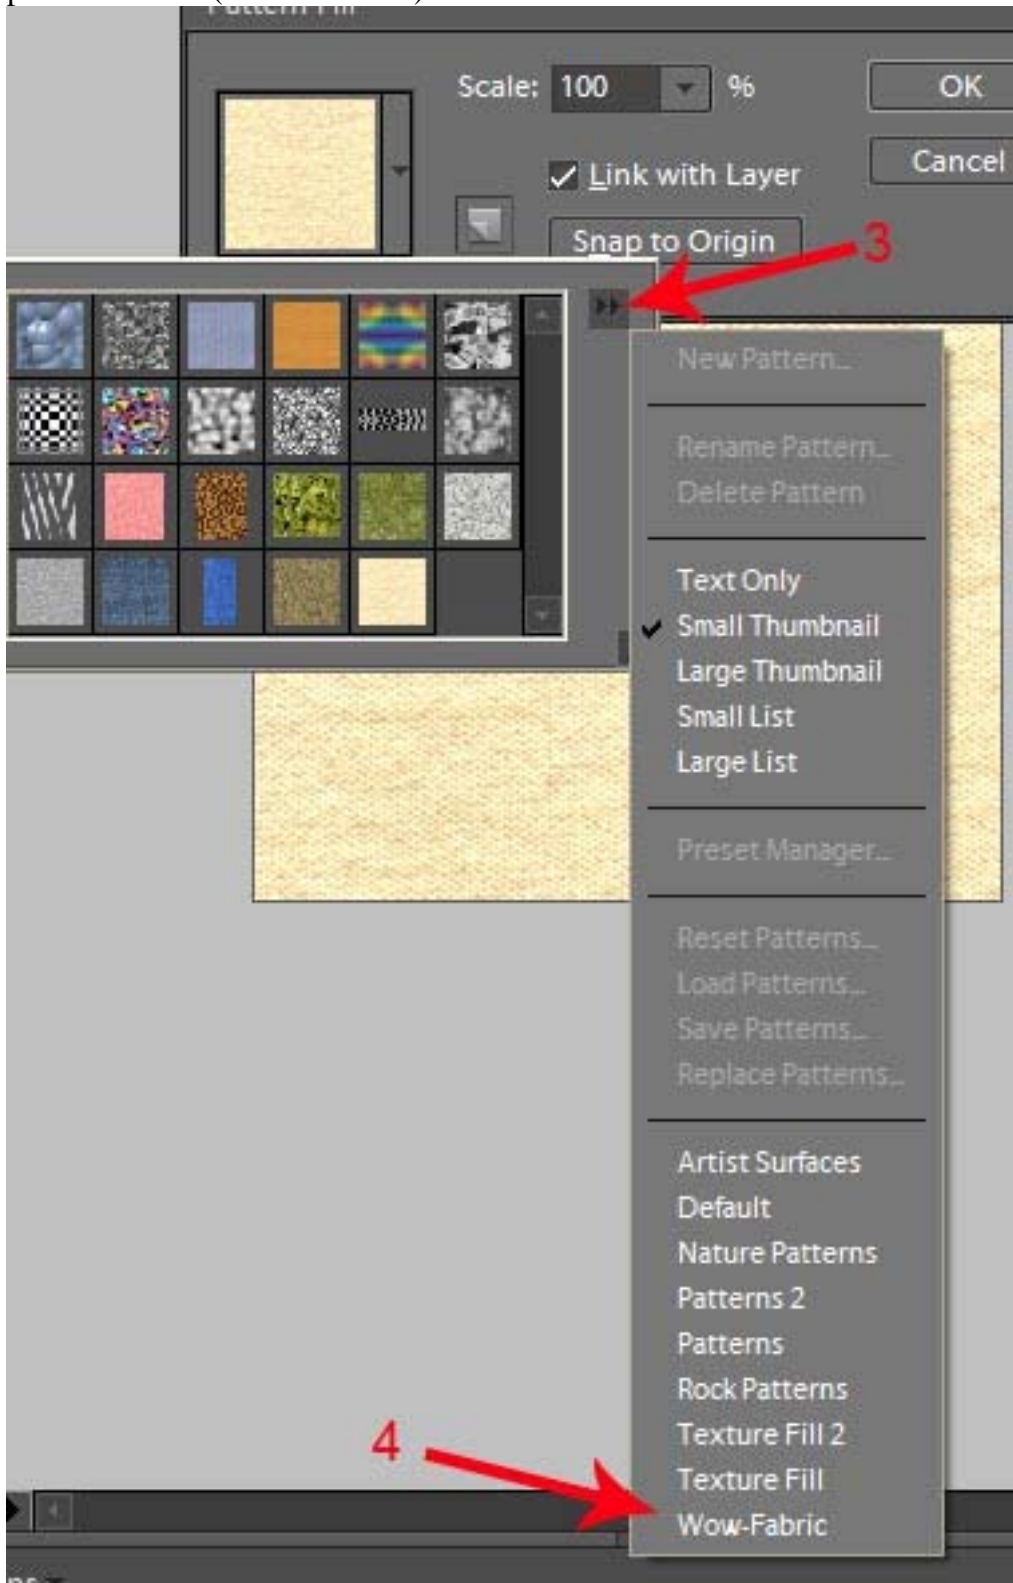 Pattern Fill
Scale: 100 %
OK
Link with Layer
Cancel
Snap to Origin
3
New Pattern...
Rename Pattern...
Delete Pattern
Text Only
Small Thumbnail
Large Thumbnail
Small List
Large List
Preset Manager...
Reset Patterns...
Load Patterns...
Save Patterns...
Replace Patterns...
Artist Surfaces
Default
Nature Patterns
Patterns 2
Patterns
Rock Patterns
Texture Fill 2
4
Texture Fill
Wow-Fabric